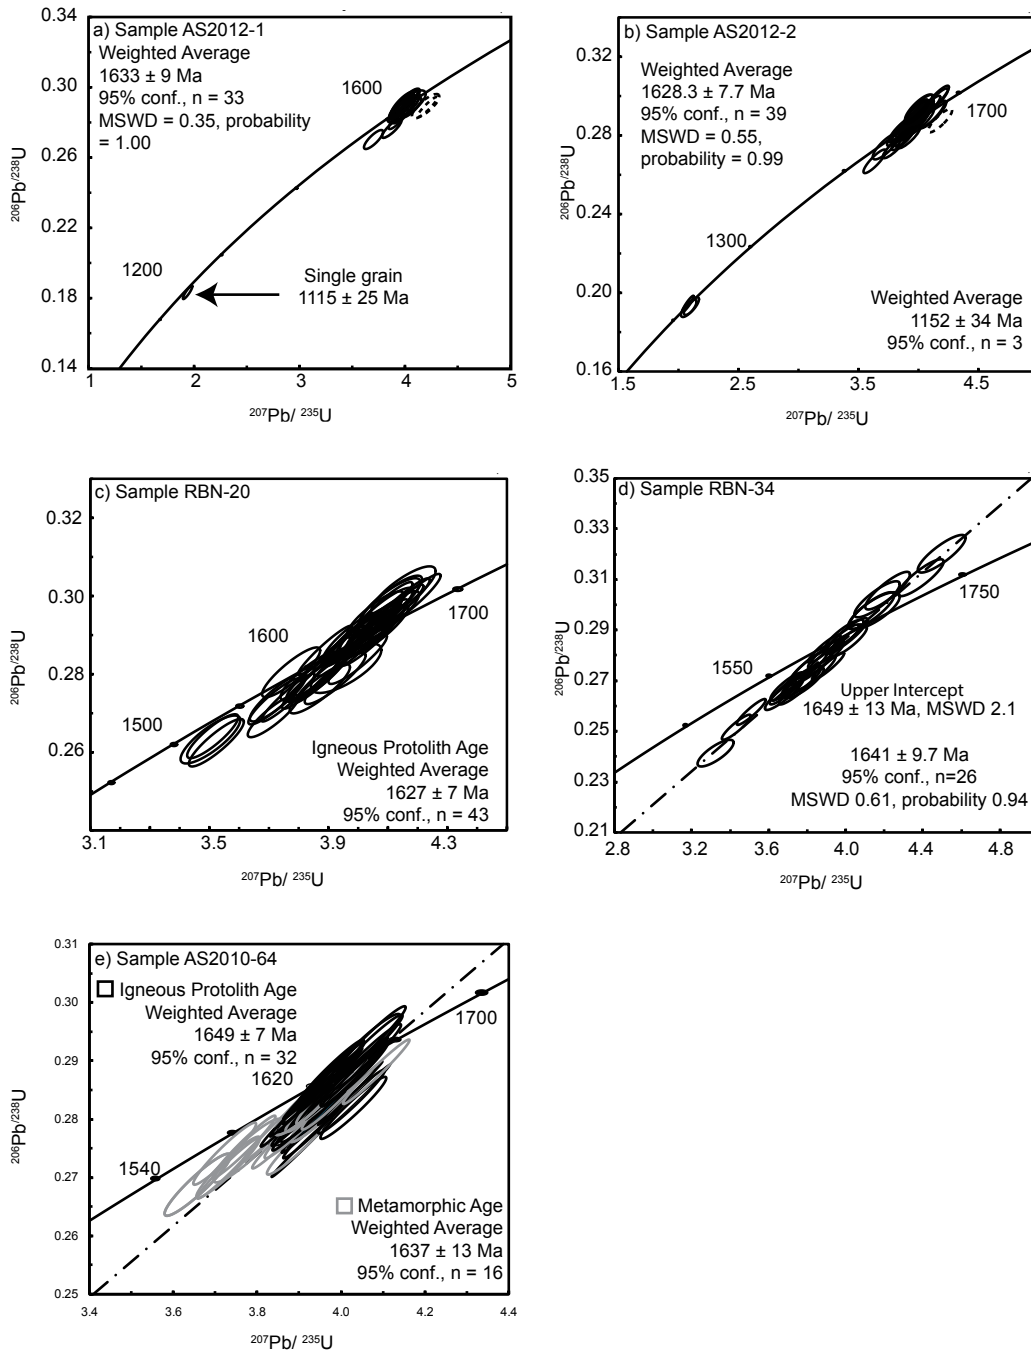 a) Sample AS2012-1
Weighted Average
1633 ± 9 Ma
95% conf., n = 33
MSWD = 0.35, probability
= 1.00
1600
1200
Single grain
1115 ± 25 Ma
0.34
0.30
0.26
0.22
0.18
0.14
1
2
3
4
5
206Pb/238U
207Pb/ 235U
b) Sample AS2012-2
Weighted Average
1628.3 ± 7.7 Ma
95% conf., n = 39
MSWD = 0.55,
probability = 0.99
1700
1300
Weighted Average
1152 ± 34 Ma
95% conf., n = 3
0.32
0.28
0.24
0.20
0.16
1.5
2.5
3.5
4.5
206Pb/238U
207Pb/ 235U
c) Sample RBN-20
1700
1600
1500
Igneous Protolith Age
Weighted Average
1627 ± 7 Ma
95% conf., n = 43
0.32
0.30
0.28
0.26
3.1
3.5
3.9
4.3
206Pb/238U
207Pb/ 235U
d) Sample RBN-34
1750
1550
Upper Intercept
1649 ± 13 Ma, MSWD 2.1
1641 ± 9.7 Ma
95% conf., n=26
MSWD 0.61, probability 0.94
0.35
0.33
0.31
0.29
0.27
0.25
0.23
0.21
2.8
3.2
3.6
4.0
4.4
4.8
206Pb/238U
207Pb/ 235U
e) Sample AS2010-64
Igneous Protolith Age
Weighted Average
1649 ± 7 Ma
95% conf., n = 32
1700
1620
1540
Metamorphic Age
Weighted Average
1637 ± 13 Ma
95% conf., n = 16
0.31
0.30
0.29
0.28
0.27
0.26
0.25
3.4
3.6
3.8
4.0
4.2
4.4
206Pb/238U
207Pb/ 235U